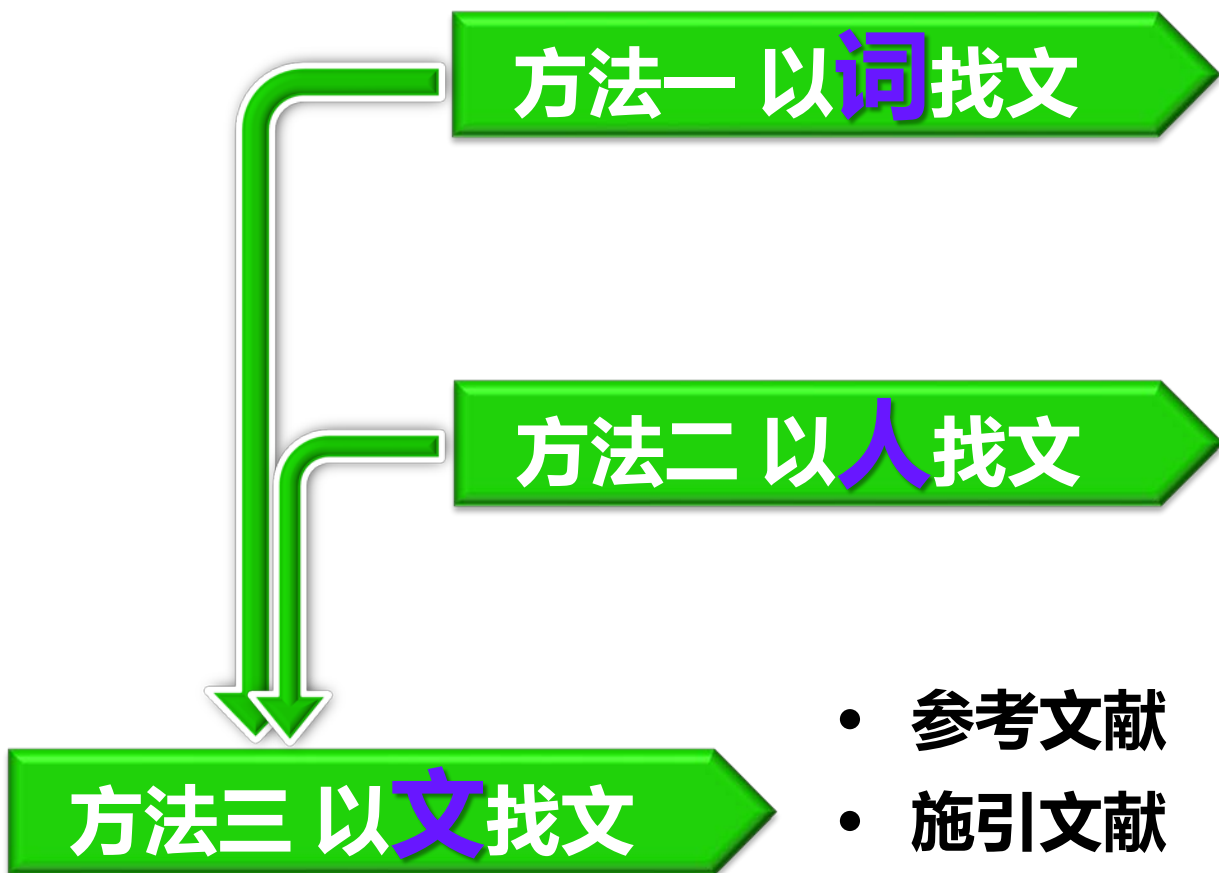 方法一 以词找文
方法二 以人找文
方法三 以文找文
• 参考文献
• 施引文献